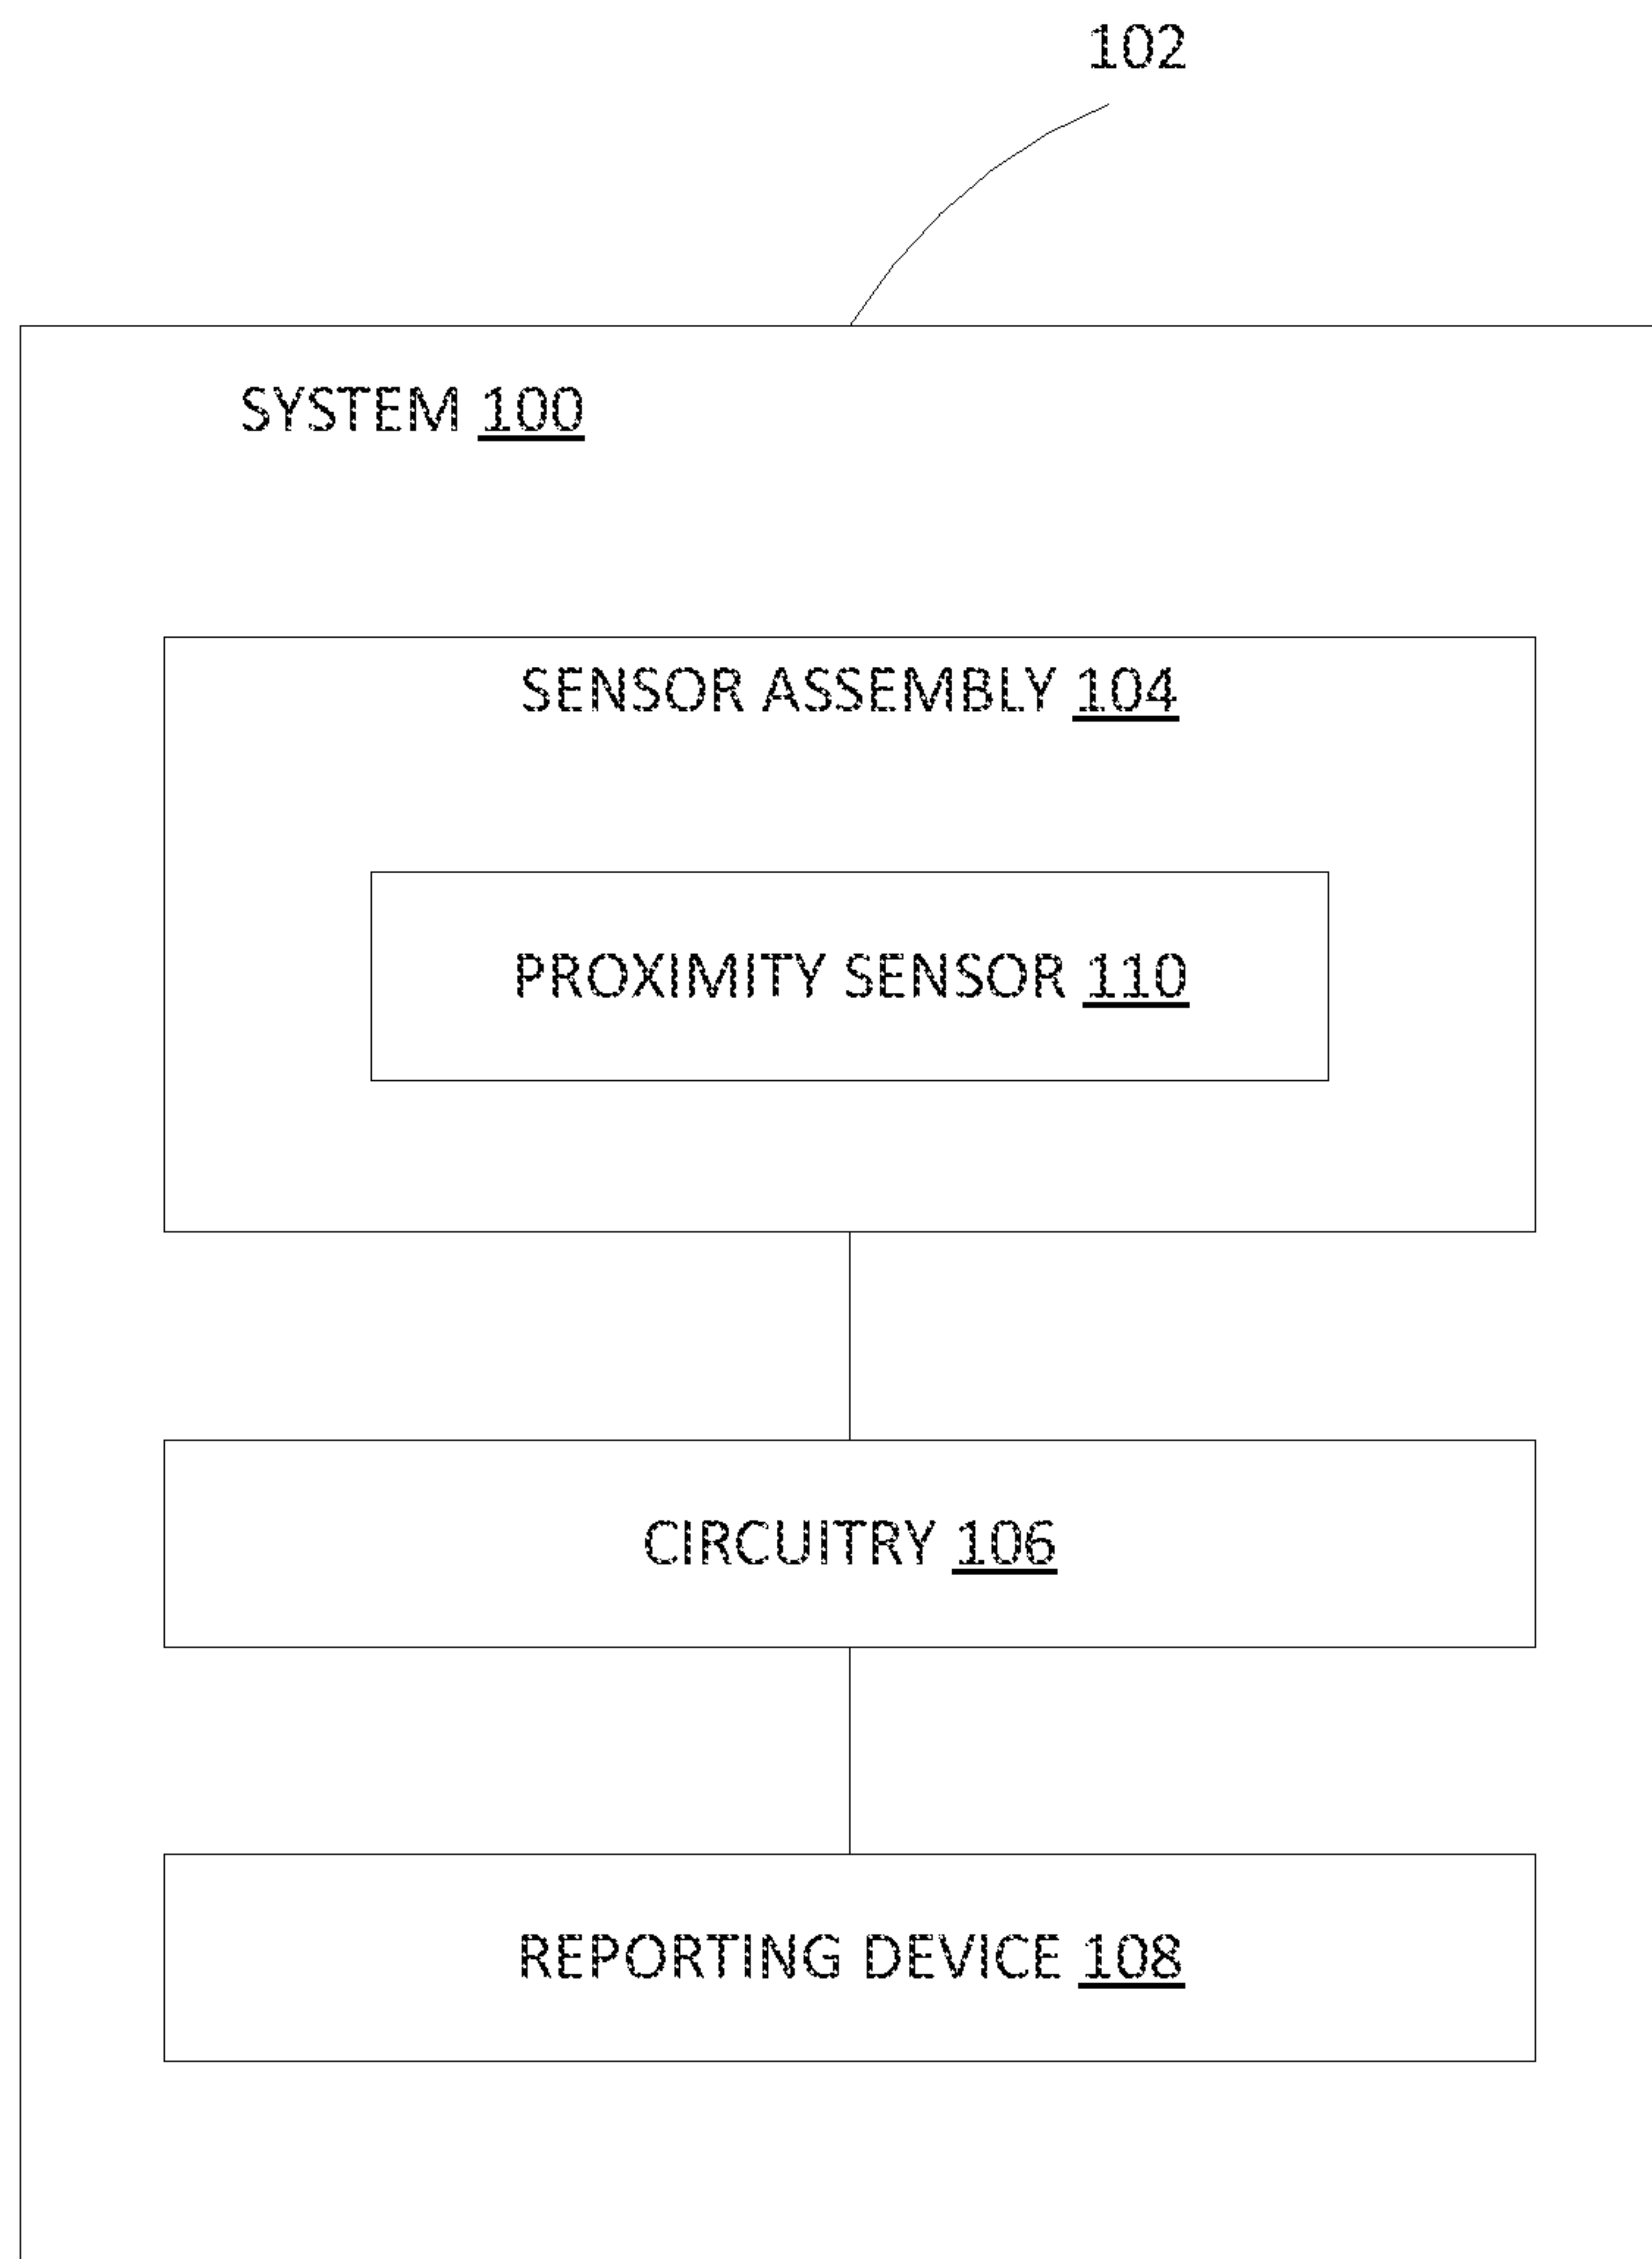 102
SYSTEM 100
SENSOR ASSEMBLY 104
PROXIMITY SENSOR 110
CIRCUITRY 106
REPORTING DEVICE 108